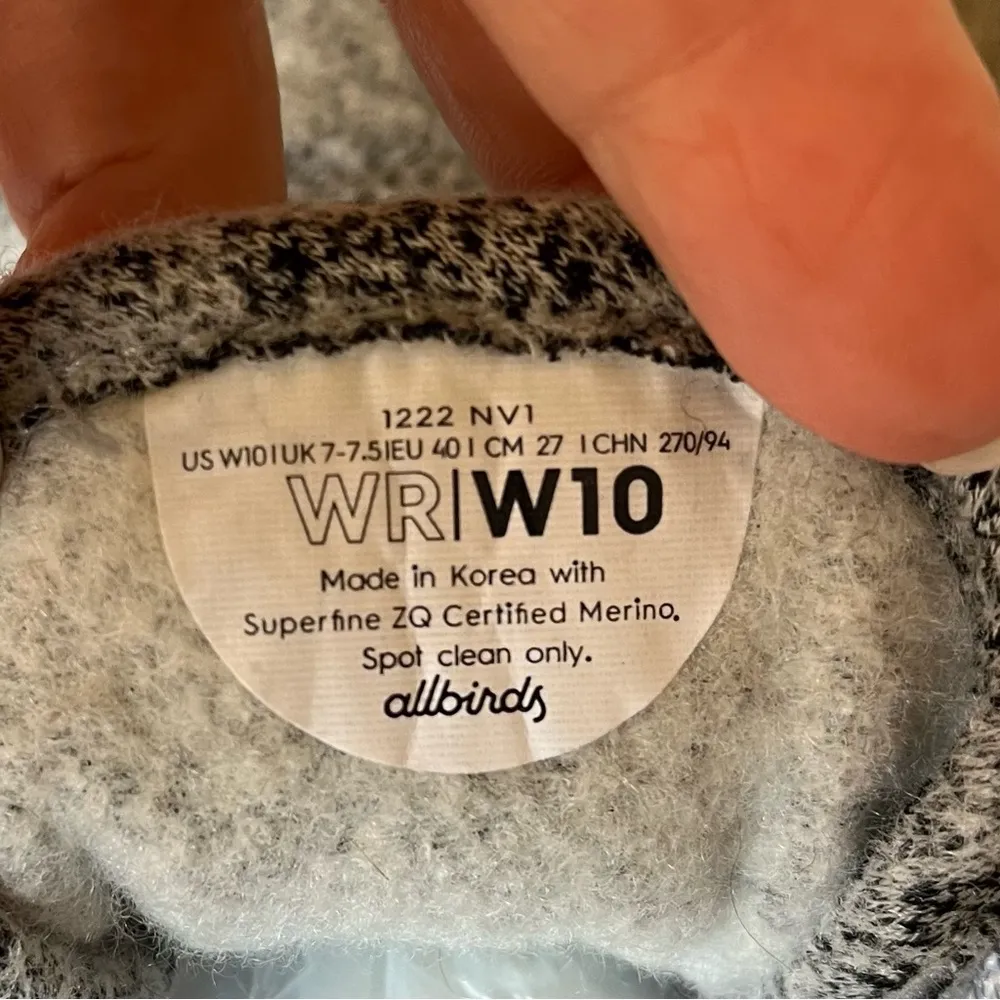 1222 NV1
US W10|UK 7-7.5|EU 40| CM 27 | CHN 270/94
WR|W10
Made in Korea with
Superfine ZQ Certified Merino.
Spot clean only.
allbirds